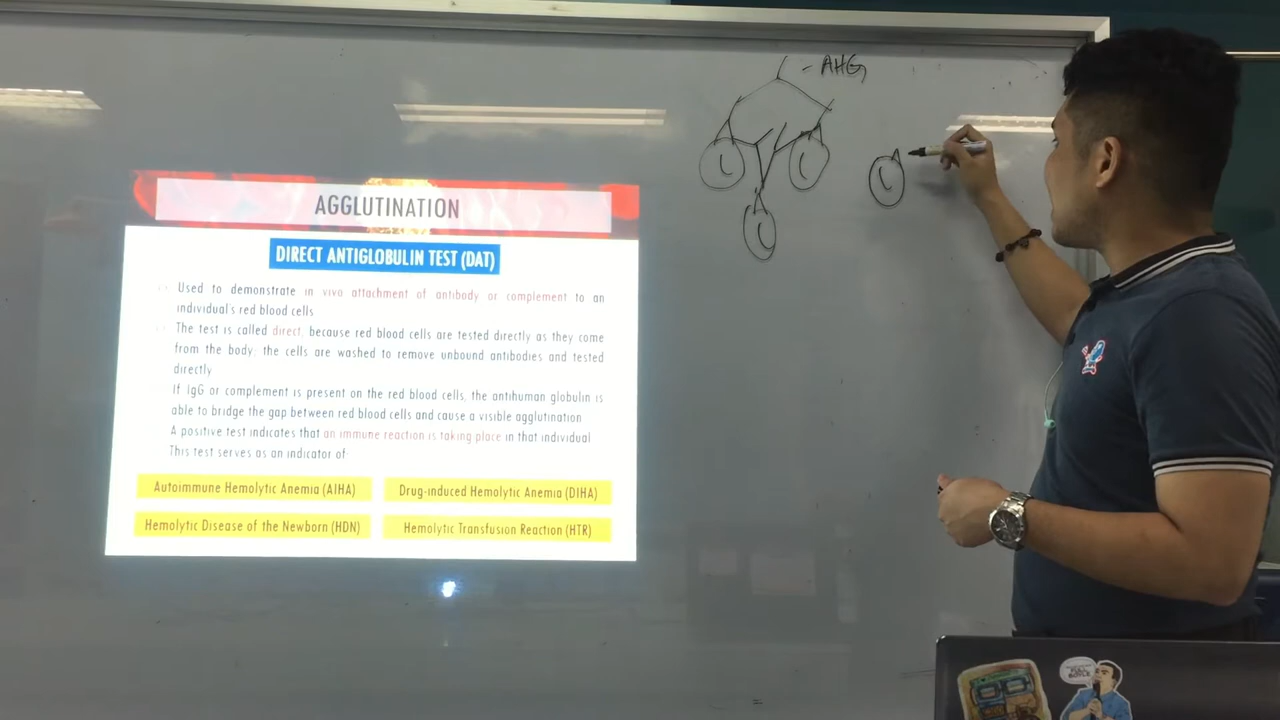 AGGLUTINATION
DIRECT ANTIGLOBULIN TEST (DAT)
Used to demonstrate in vivo attachment of antibody or complement to an
individual's red blood cells
The test is called direct, because red blood cells are tested directly as they come
from the body; the cells are washed to remove unbound antibodies and tested
directly
If IgG or complement is present on the red blood cells, the antihuman globulin is
able to bridge the gap between red blood cells and cause a visible agglutination
A positive test indicates that an immune reaction is taking place in that individual
This test serves as an indicator of:
Autoimmune Hemolytic Anemia (AIHA)
Drug-induced Hemolytic Anemia (DIHA)
Hemolytic Disease of the Newborn (HDN)
Hemolytic Transfusion Reaction (HTR)
- AHG